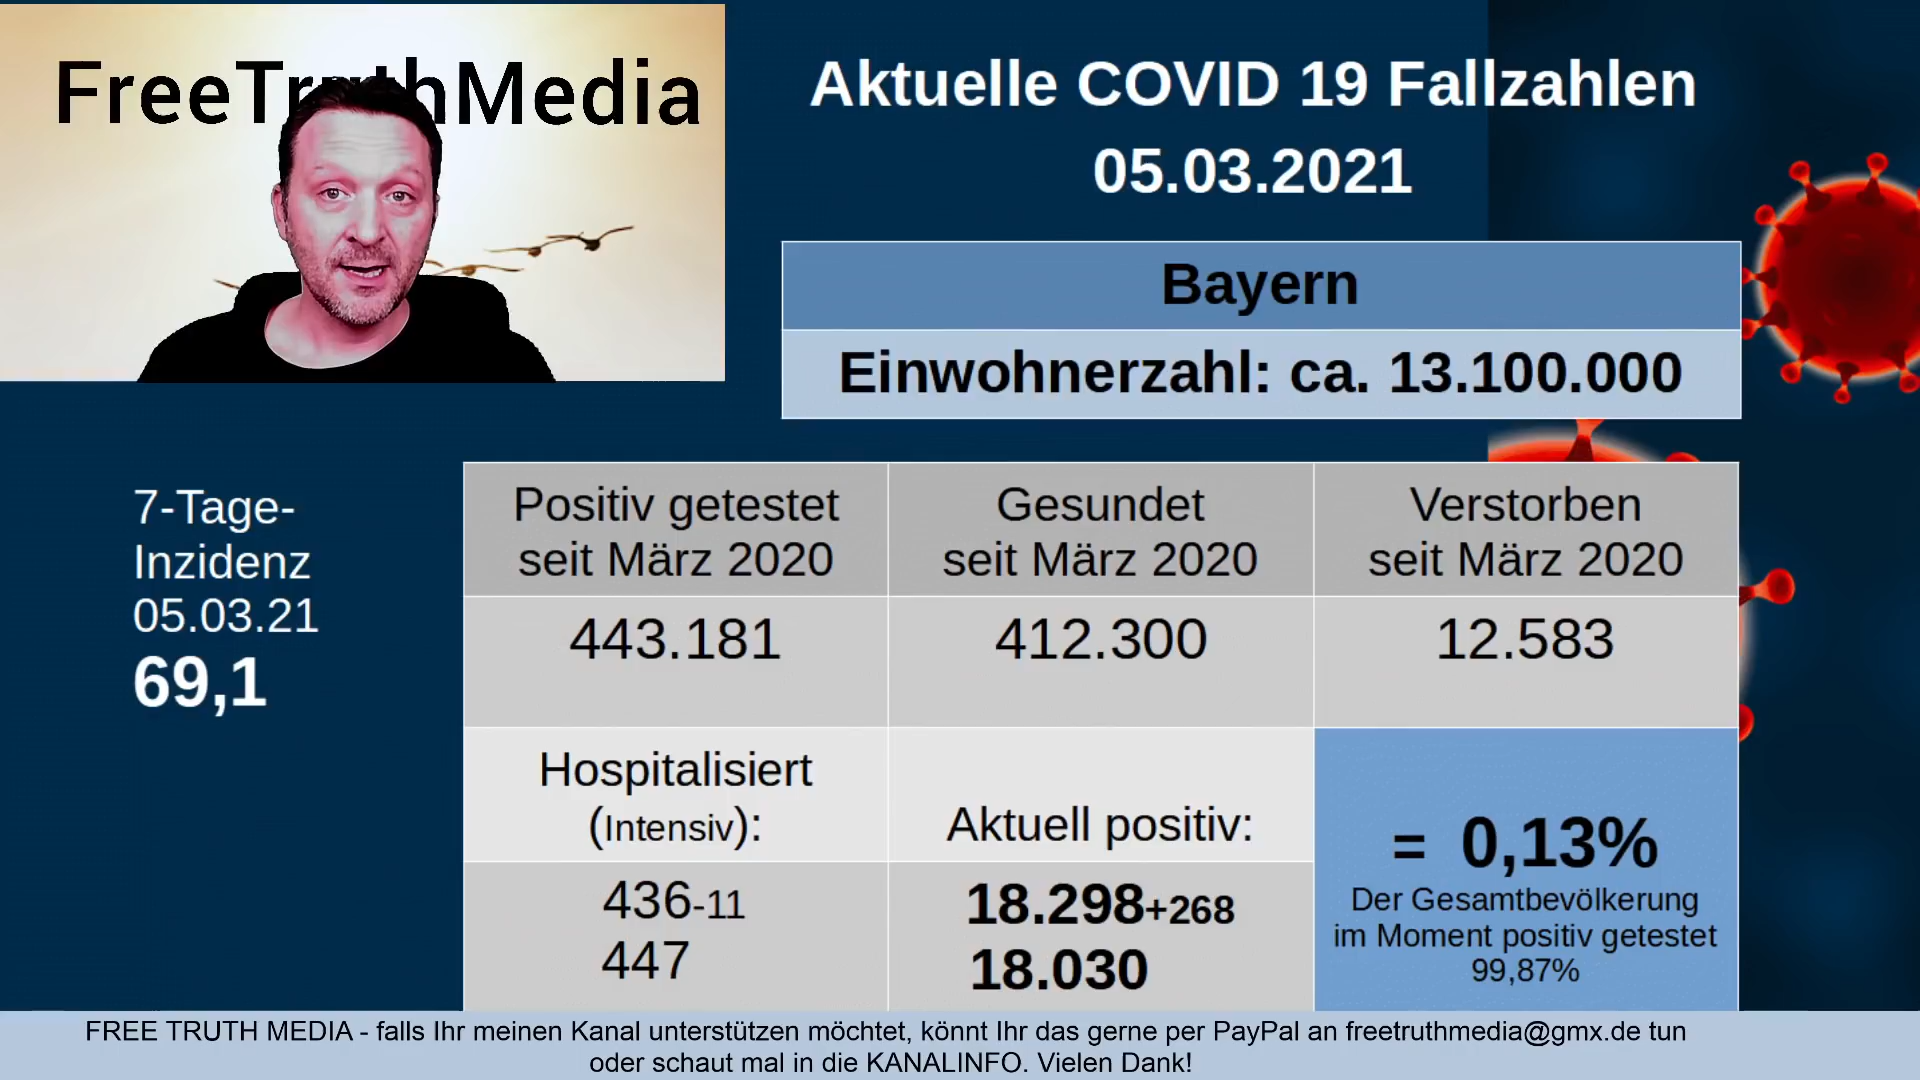 FreeTruthMedia
Aktuelle COVID 19 Fallzahlen
05.03.2021
Bayern
Einwohnerzahl: ca. 13.100.000
7-Tage-
Inzidenz
05.03.21
69,1
Positiv getestet
seit März 2020
Gesundet
seit März 2020
Verstorben
seit März 2020
443.181
412.300
12.583
Hospitalisiert
(Intensiv):
Aktuell positiv:
436-11
447
18.298+268
18.030
= 0,13%
Der Gesamtbevölkerung
im Moment positiv getestet
99,87%
FREE TRUTH MEDIA - falls Ihr meinen Kanal unterstützen möchtet, könnt Ihr das gerne per PayPal an freetruthmedia@gmx.de tun
oder schaut mal in die KANALINFO. Vielen Dank!